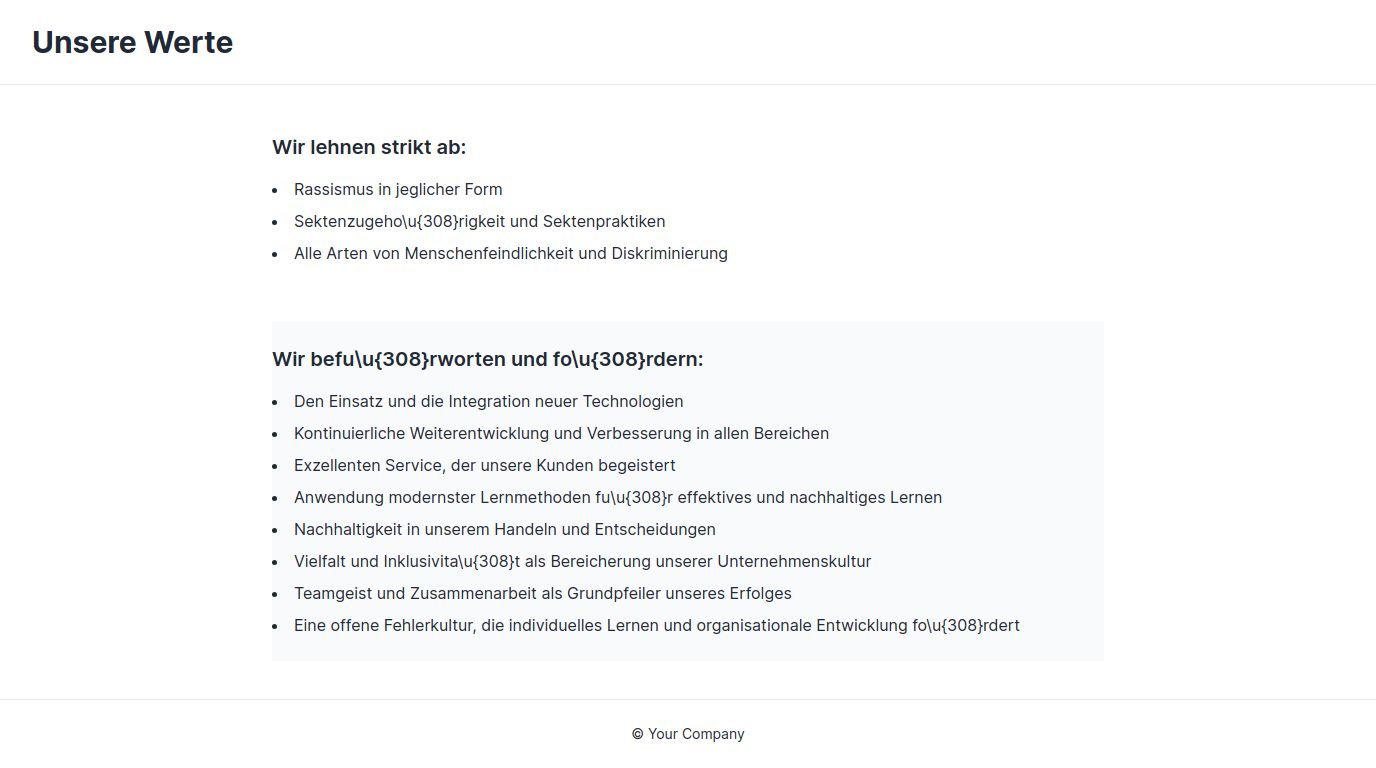 Unsere Werte
Wir lehnen strikt ab:
• Rassismus in jeglicher Form
• Sektenzugeho\u{308}rigkeit und Sektenpraktiken
• Alle Arten von Menschenfeindlichkeit und Diskriminierung
Wir befu\u{308}rworten und fo\u{308}rdern:
• Den Einsatz und die Integration neuer Technologien
• Kontinuierliche Weiterentwicklung und Verbesserung in allen Bereichen
• Exzellenten Service, der unsere Kunden begeistert
• Anwendung modernster Lernmethoden fu\u{308}r effektives und nachhaltiges Lernen
• Nachhaltigkeit in unserem Handeln und Entscheidungen
• Vielfalt und Inklusivita\u{308}t als Bereicherung unserer Unternehmenskultur
• Teamgeist und Zusammenarbeit als Grundpfeiler unseres Erfolges
• Eine offene Fehlerkultur, die individuelles Lernen und organisationale Entwicklung fo\u{308}rdert
© Your Company